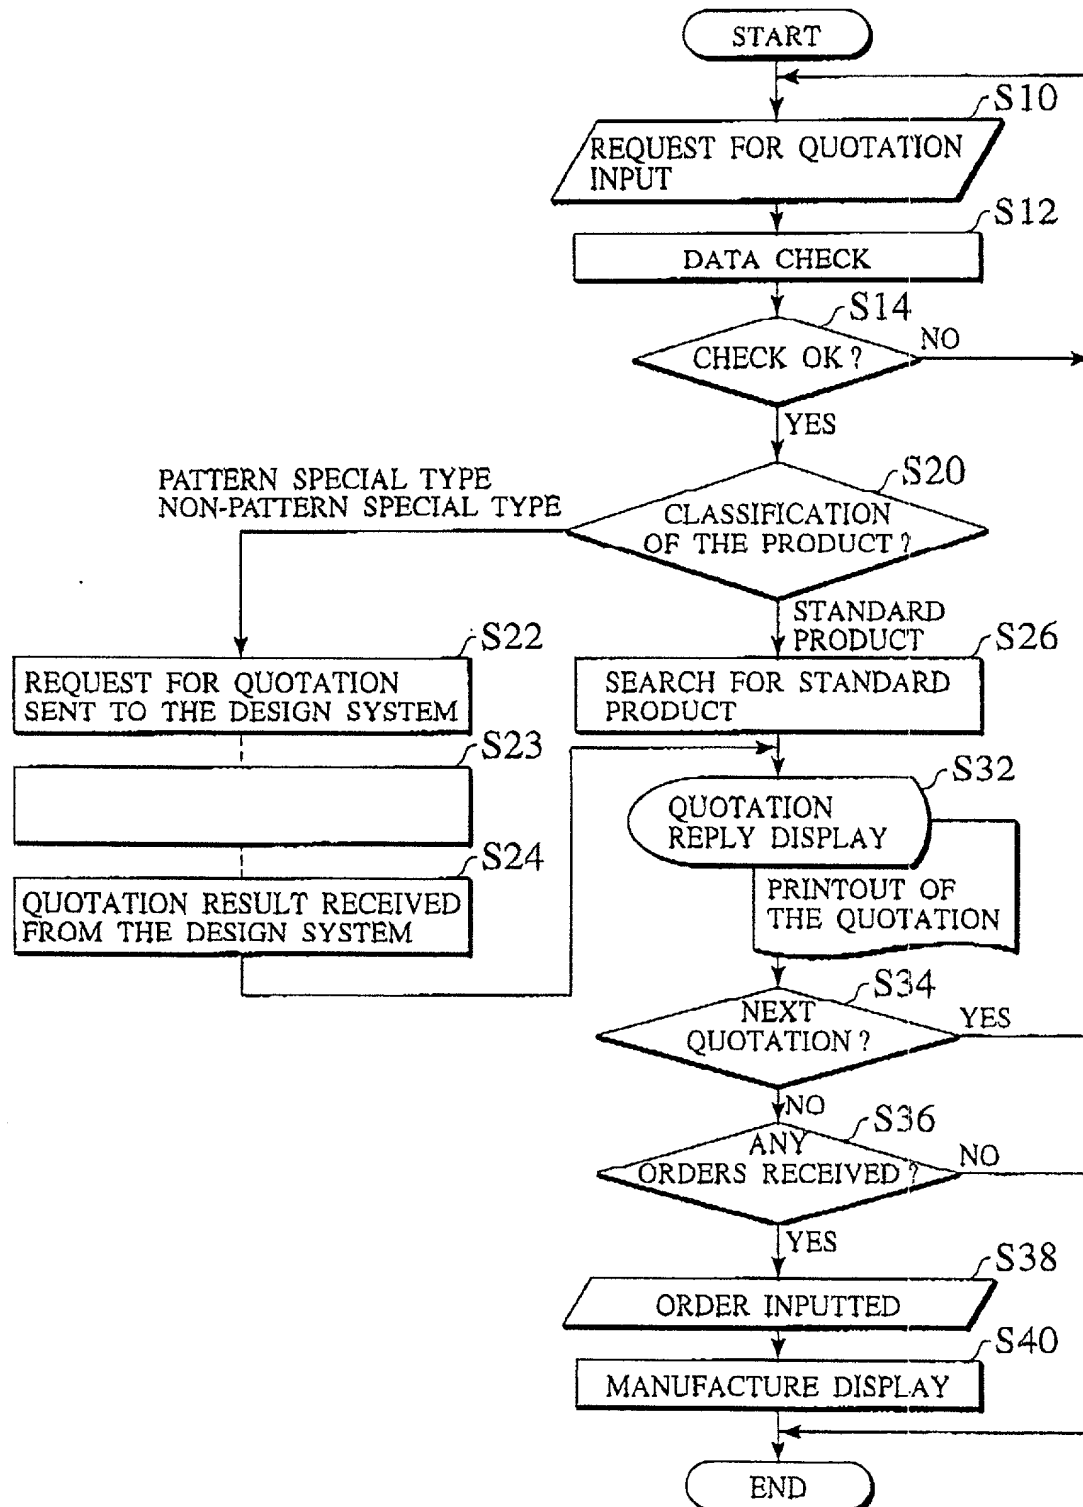 START
S10
REQUEST FOR QUOTATION
INPUT
S12
DATA CHECK
S14
CHECK OK?
NO
YES
S20
PATTERN SPECIAL TYPE
NON-PATTERN SPECIAL TYPE
CLASSIFICATION
OF THE PRODUCT?
STANDARD
PRODUCT
S22
REQUEST FOR QUOTATION
SENT TO THE DESIGN SYSTEM
S26
SEARCH FOR STANDARD
PRODUCT
S23
S32
QUOTATION
REPLY DISPLAY
S24
QUOTATION RESULT RECEIVED
FROM THE DESIGN SYSTEM
PRINTOUT OF
THE QUOTATION
S34
NEXT
QUOTATION?
YES
NO
S36
ANY
ORDERS RECEIVED?
NO
YES
S38
ORDER INPUTTED
S40
MANUFACTURE DISPLAY
END